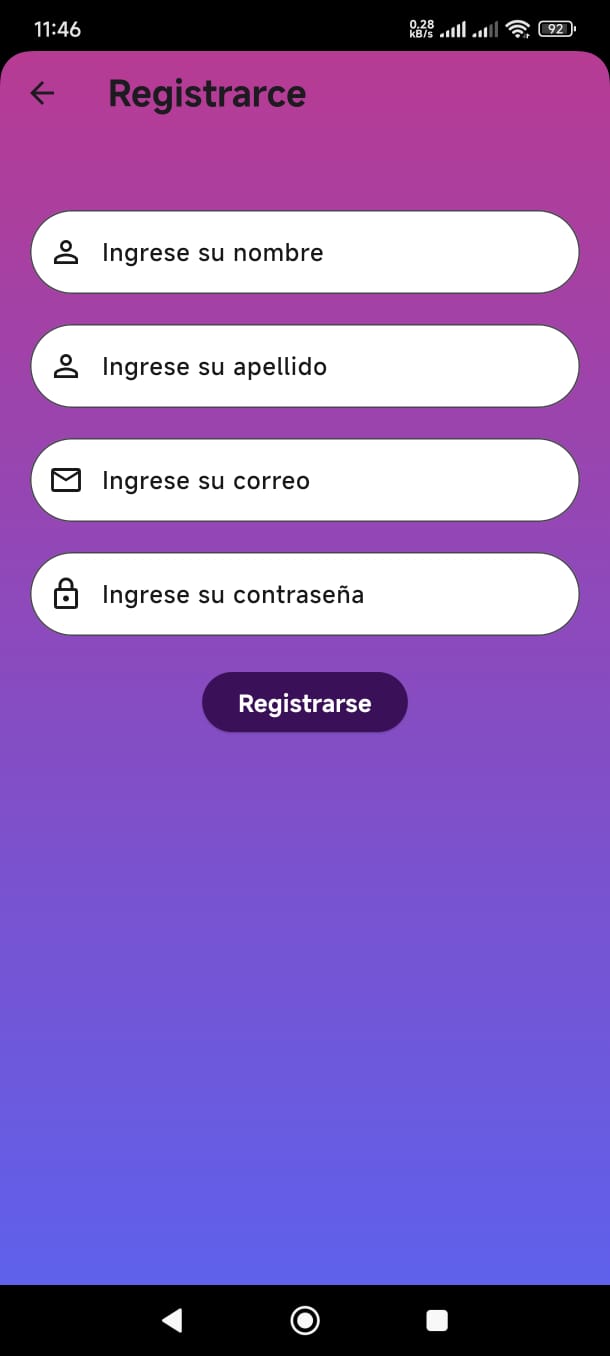 11:46
0.28
kB/s
92
Registrarce
Ingrese su nombre
Ingrese su apellido
Ingrese su correo
Ingrese su contraseña
Registrarse